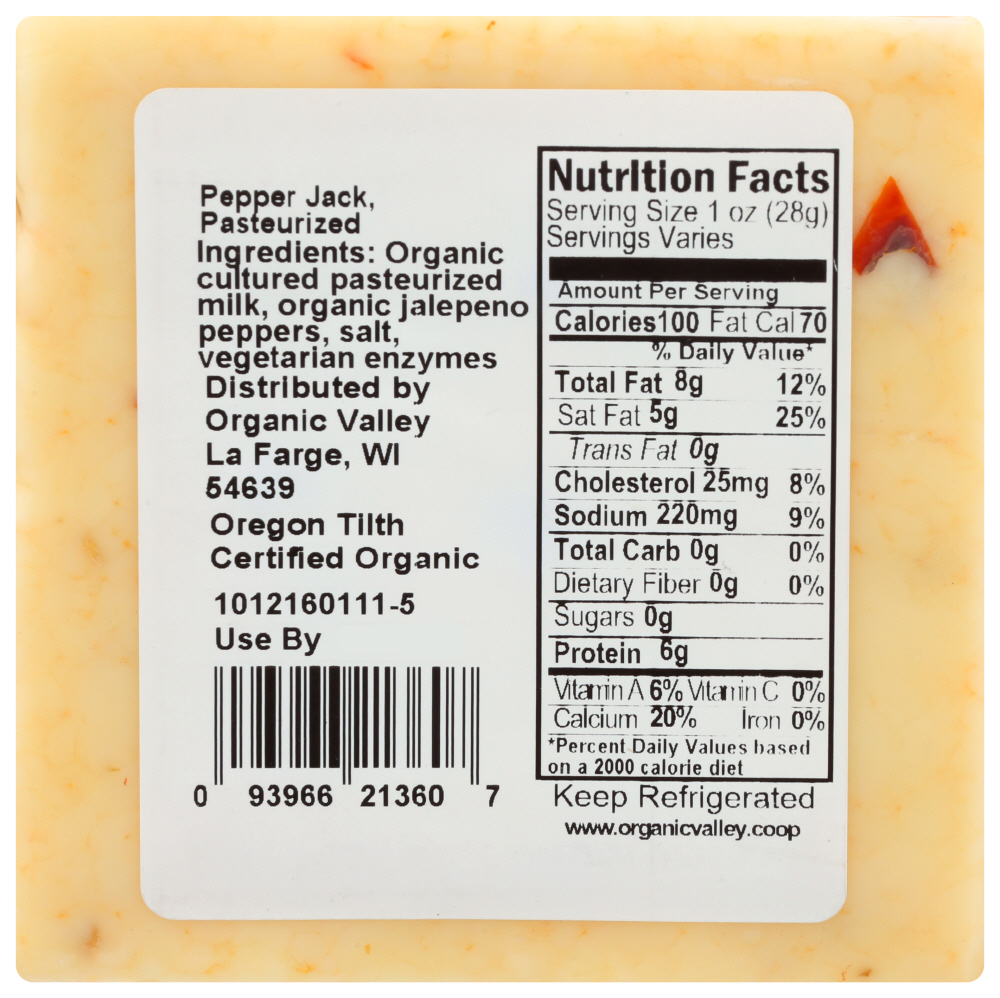 Pepper Jack,
Pasteurized
Ingredients: Organic
cultured pasteurized
milk, organic jalepeno
peppers, salt,
vegetarian enzymes
Distributed by
Organic Valley
La Farge, WI
54639
Oregon Tilth
Certified Organic
1012160111-5
Use By
0 93966 21360 7
NutrItion Facts
Serving Size 1 oz (28g)
Servings Varies
Amount Per Serving
Calories100 Fat Cal 70
% Daily Value*
Total Fat 8g 12%
Sat Fat 5g 25%
Trans Fat 0g
Cholesterol 25mg 8%
Sodium 220mg 9%
Total Carb 0g 0%
Dietary Fiber 0g 0%
Sugars 0g
Protein 6g
Vitamin A 6% Vitamin C 0%
Calcium 20% Iron 0%
*Percent Daily Values based
on a 2000 calorie diet
Keep Refrigerated
www.organicvalley.coop